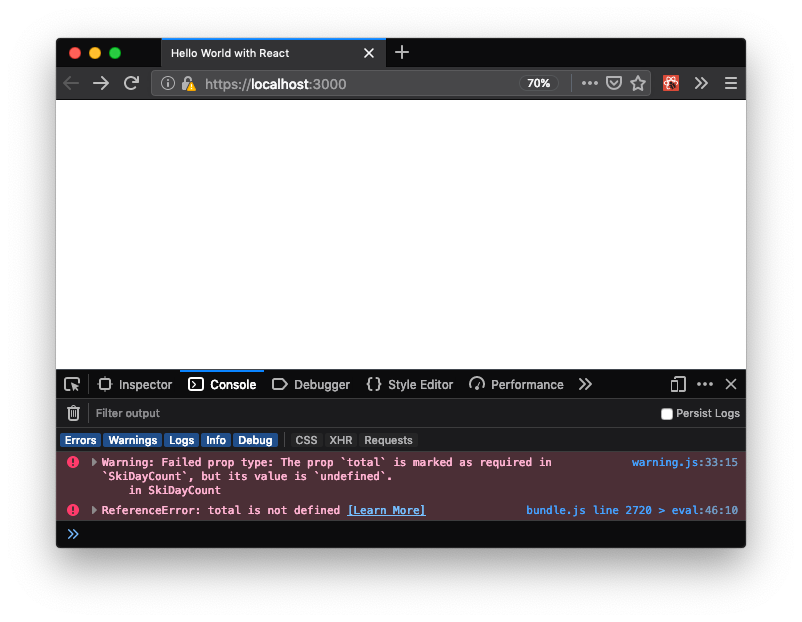 Hello World with React
https://localhost:3000
70%
Inspector
Console
Debugger
Style Editor
Performance
Filter output
Persist Logs
Errors
Warnings
Logs
Info
Debug
CSS
XHR
Requests
Warning: Failed prop type: The prop `total` is marked as required in
warning.js:33:15
`SkiDayCount`, but its value is `undefined`.
in SkiDayCount
ReferenceError: total is not defined [Learn More]
bundle.js line 2720 > eval:46:10